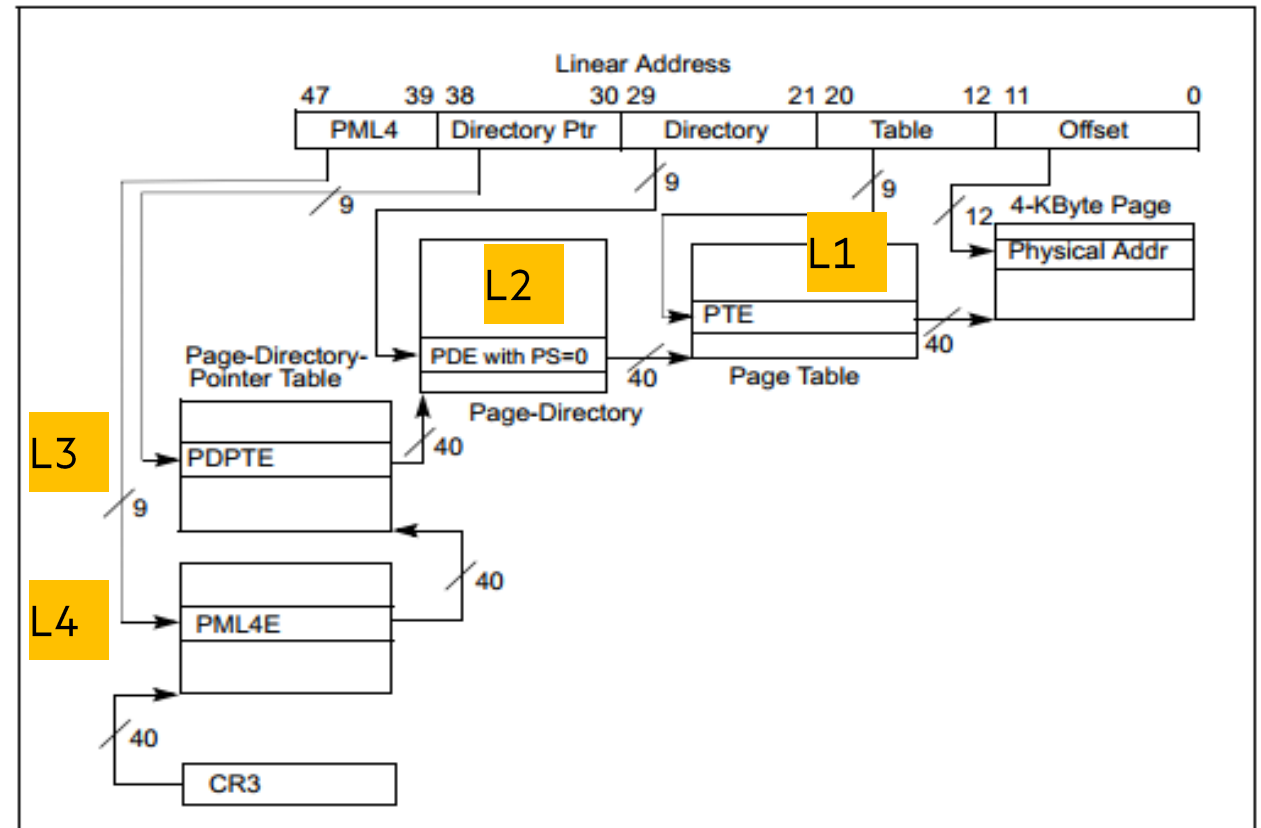 Linear Address
47 39 38 30 29 21 20 12 11 0
PML4 Directory Ptr Directory Table Offset
9 9 9 12 4-KByte Page
Physical Addr
L1
L2
PTE
40
PDE with PS=0
40
Page Table
Page-Directory-
Pointer Table
Page-Directory
40
L3
PDPTE
9
40
L4
PML4E
40
CR3